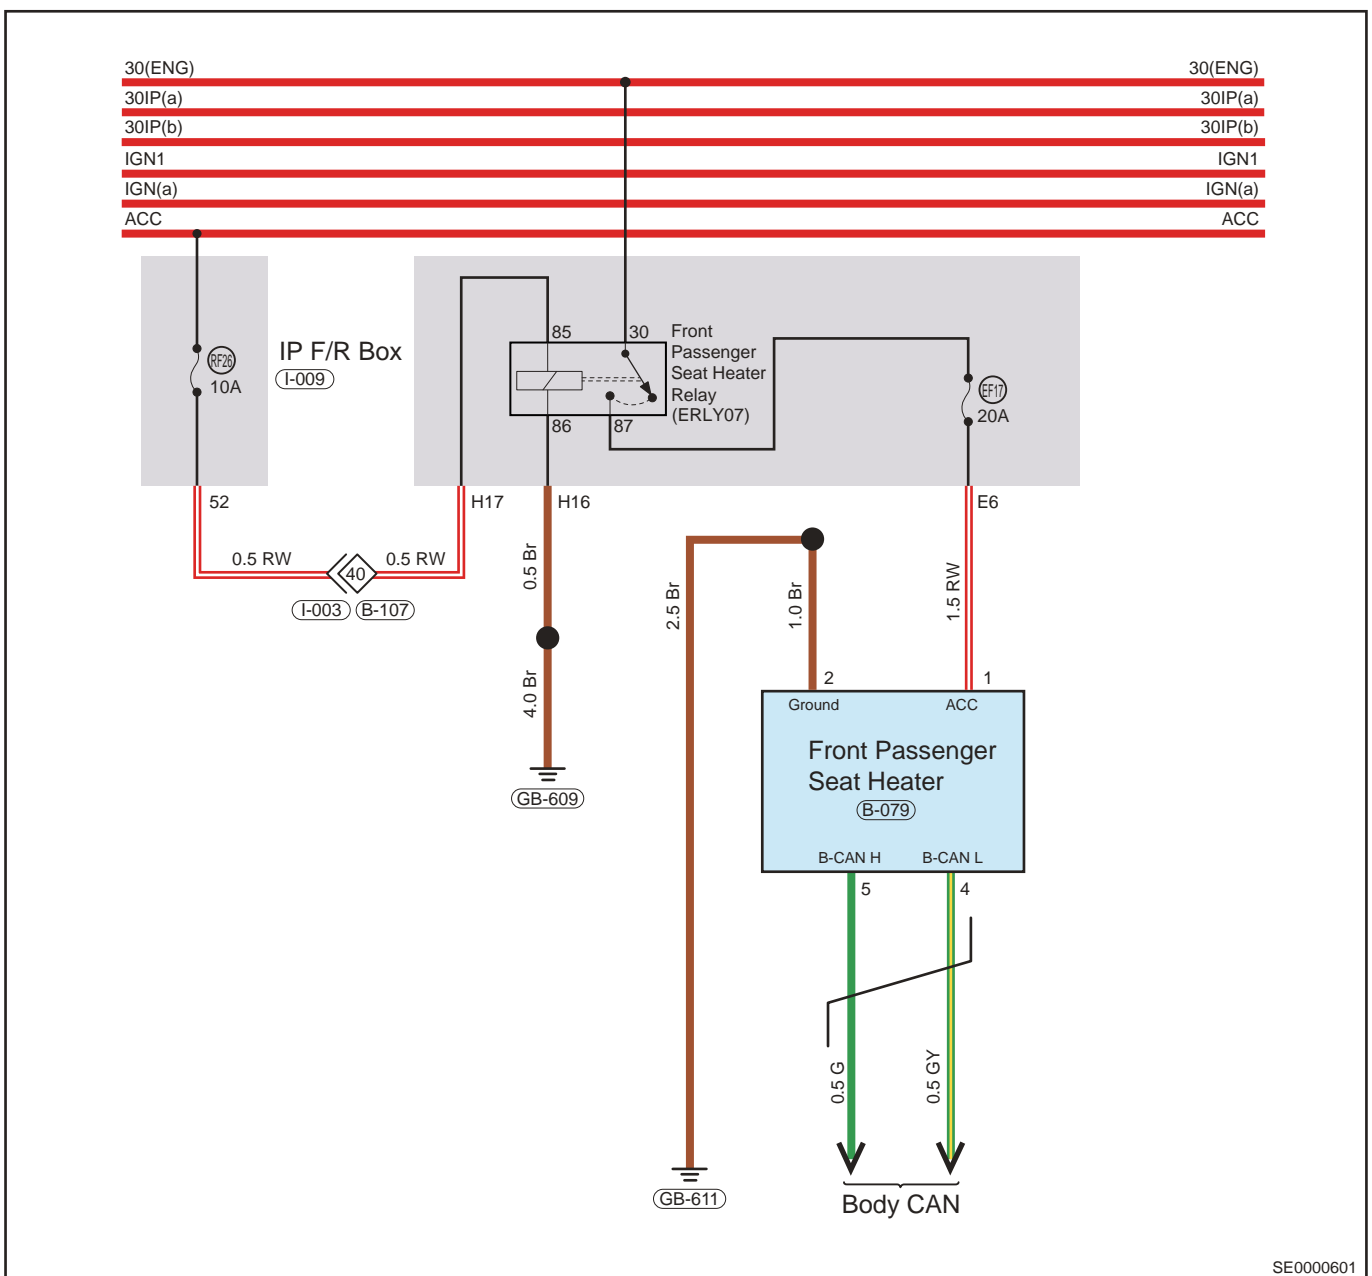 30(ENG) 30(ENG)
30IP(a) 30IP(a)
30IP(b) 30IP(b)
IGN1 IGN1
IGN(a) IGN(a)
ACC ACC
RF26
10A
IP F/R Box
I-009
85 30
Front
Passenger
Seat Heater
Relay
(ERLY07)
86 87
EF17
20A
52 H17 H16 E6
0.5 RW 40 0.5 RW
I-003 B-107
0.5 Br
4.0 Br
GB-609
2.5 Br
1.0 Br
1.5 RW
2 1
Ground ACC
Front Passenger
Seat Heater
B-079
B-CAN H B-CAN L
5 4
0.5 G
0.5 GY
GB-611
Body CAN
SE0000601